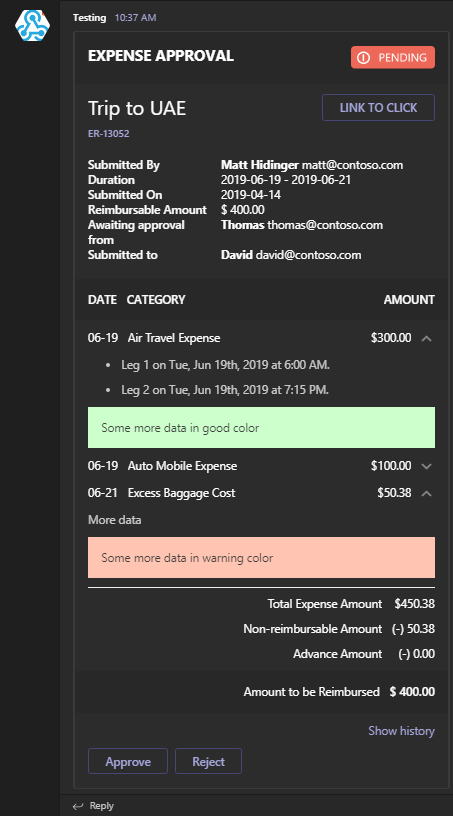 Testing 10:37 AM
EXPENSE APPROVAL PENDING
Trip to UAE LINK TO CLICK
ER-13052
Submitted By Matt Hidinger matt@contoso.com
Duration 2019-06-19 - 2019-06-21
Submitted On 2019-04-14
Reimbursable Amount $ 400.00
Awaiting approval from Thomas thomas@contoso.com
Submitted to David david@contoso.com
DATE CATEGORY AMOUNT
06-19 Air Travel Expense $300.00
• Leg 1 on Tue, Jun 19th, 2019 at 6:00 AM.
• Leg 2 on Tue, Jun 19th, 2019 at 7:15 PM.
Some more data in good color
06-19 Auto Mobile Expense $100.00
06-21 Excess Baggage Cost $50.38
More data
Some more data in warning color
Total Expense Amount $450.38
Non-reimbursable Amount (-) 50.38
Advance Amount (-) 0.00
Amount to be Reimbursed $ 400.00
Show history
Approve Reject
Reply